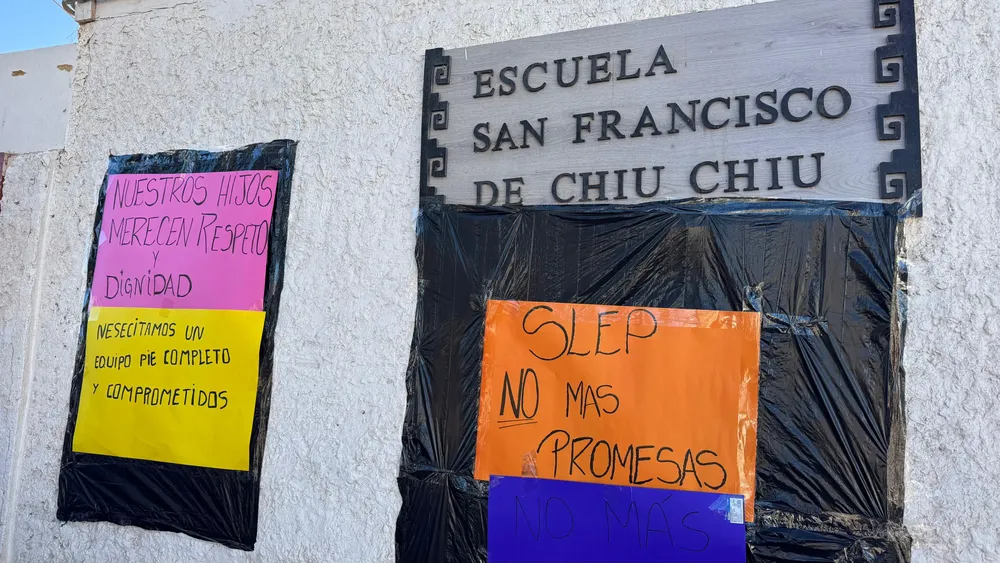 NUESTROS HIJOS
MERECEN RESPETO
Y
DIGNIDAD
NESECITAMOS UN
EQUIPO PIE COMPLETO
Y COMPROMETIDOS
ESCUELA
SAN FRANCISCO
DE CHIU CHIU
SLEP
NO MAS
PROMESAS
NO MÁS